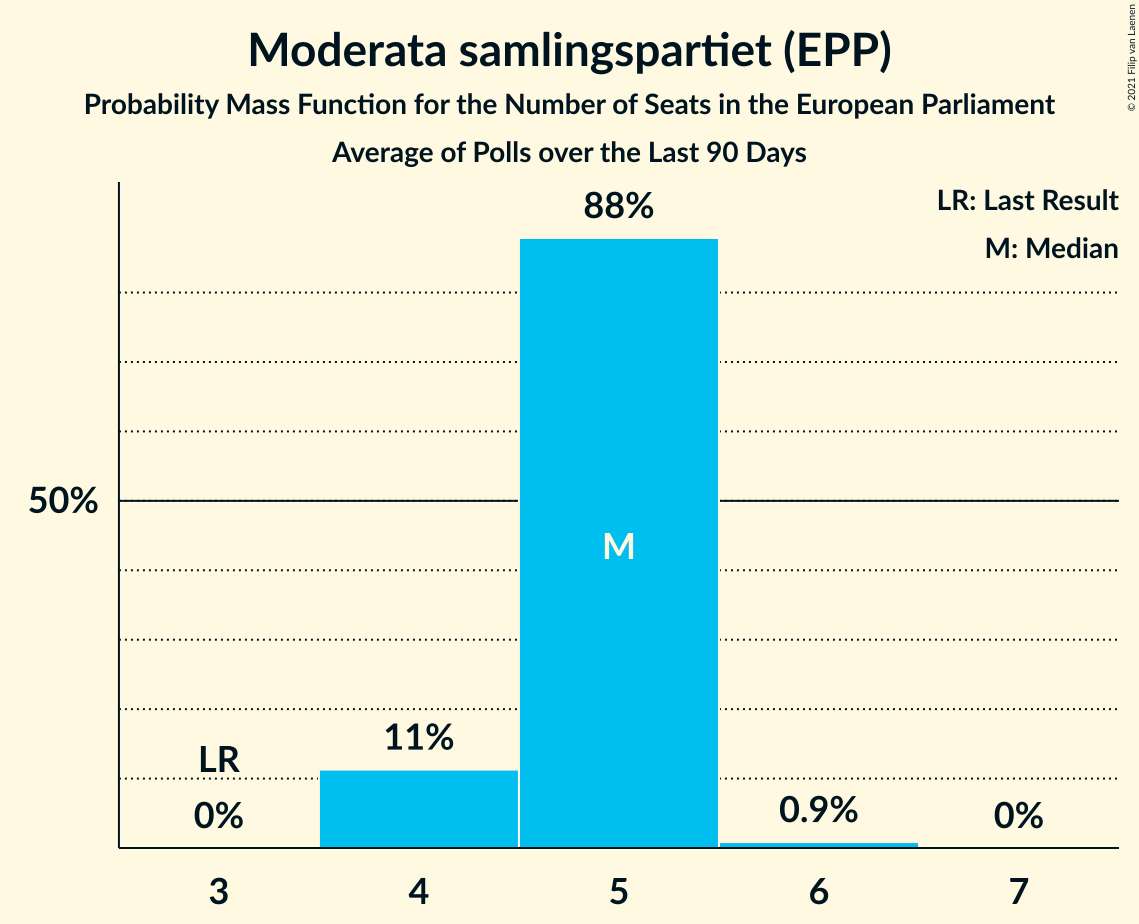 Moderata samlingspartiet (EPP)
Probability Mass Function for the Number of Seats in the European Parliament
Average of Polls over the Last 90 Days
© 2021 Filip van Laenen
LR: Last Result
M: Median
88%
50%
M
11%
LR
0%
0.9%
0%
3 4 5 6 7